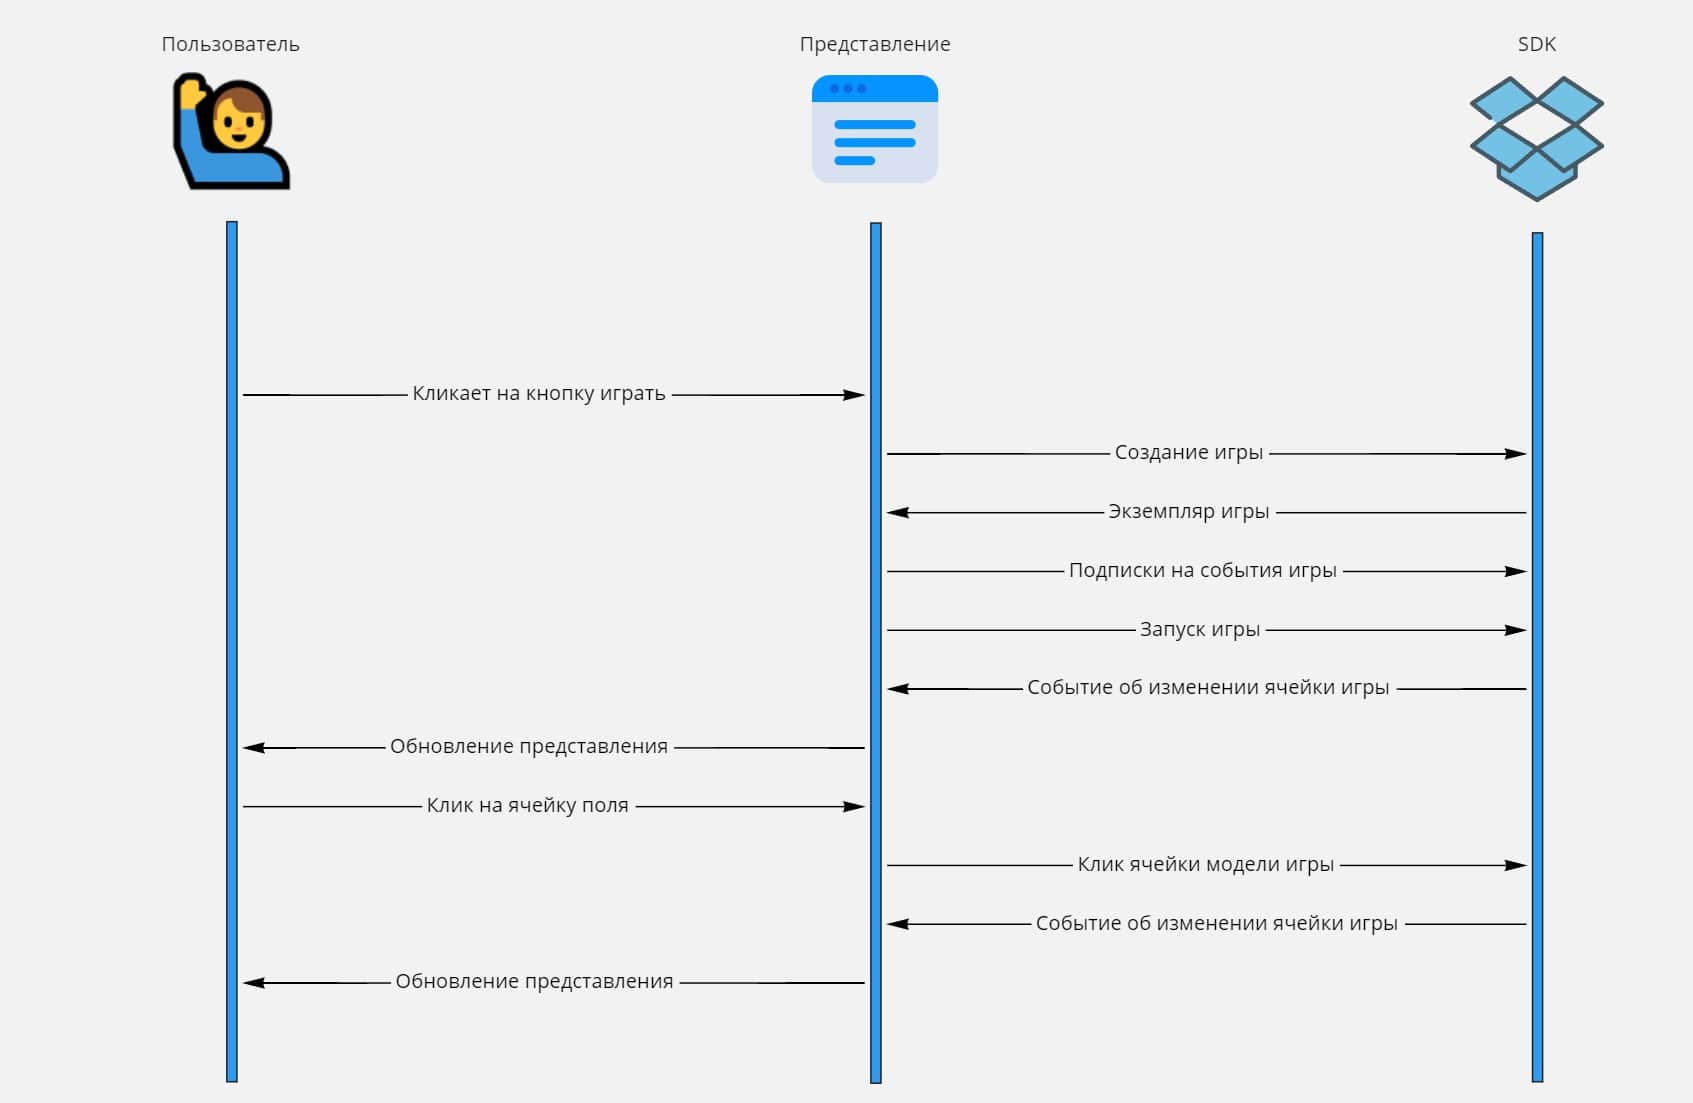 Пользователь
Представление
SDK
Кликает на кнопку играть
Создание игры
Экземпляр игры
Подписки на события игры
Запуск игры
Событие об изменении ячейки игры
Обновление представления
Клик на ячейку поля
Клик ячейки модели игры
Событие об изменении ячейки игры
Обновление представления